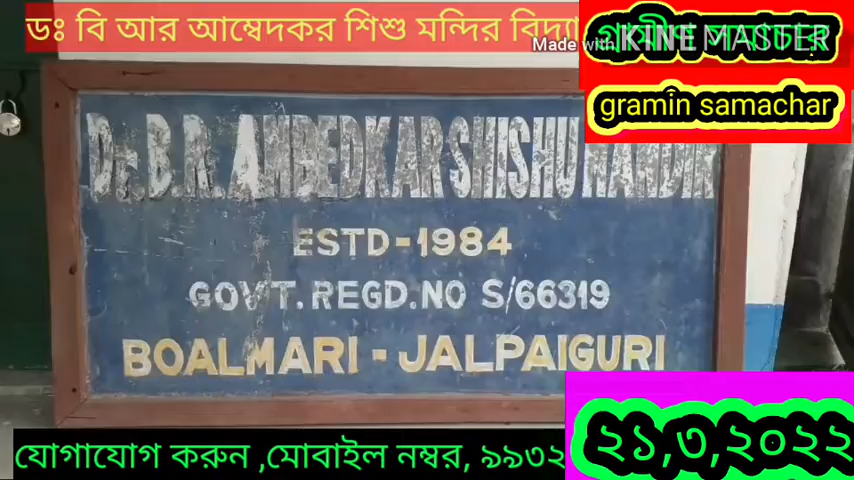 ডঃ বি আর আম্বেদকর শিশু মন্দির
Made with KINEMASTER
গ্রামীণ সমাচার
gramin samachar
Dr. B.R. AMBEDKAR SHISHU MANDIR
ESTD-1984
GOVT. REGD. NO S/66319
BOALMARI - JALPAIGURI
যোগাযোগ করুন ,মোবাইল নম্বর, ৯৯৩২
২১,৩,২০২২